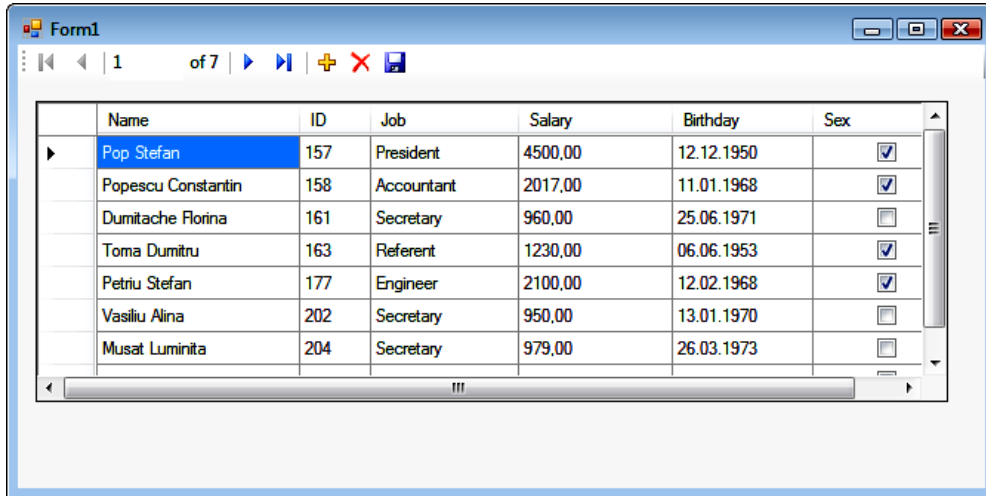 Form1
1 of 7
Name ID Job Salary Birthday Sex
Pop Stefan 157 President 4500,00 12.12.1950
Popescu Constantin 158 Accountant 2017,00 11.01.1968
Dumitache Florina 161 Secretary 960,00 25.06.1971
Toma Dumitru 163 Referent 1230,00 06.06.1953
Petriu Stefan 177 Engineer 2100,00 12.02.1968
Vasiliu Alina 202 Secretary 950,00 13.01.1970
Musat Luminita 204 Secretary 979,00 26.03.1973